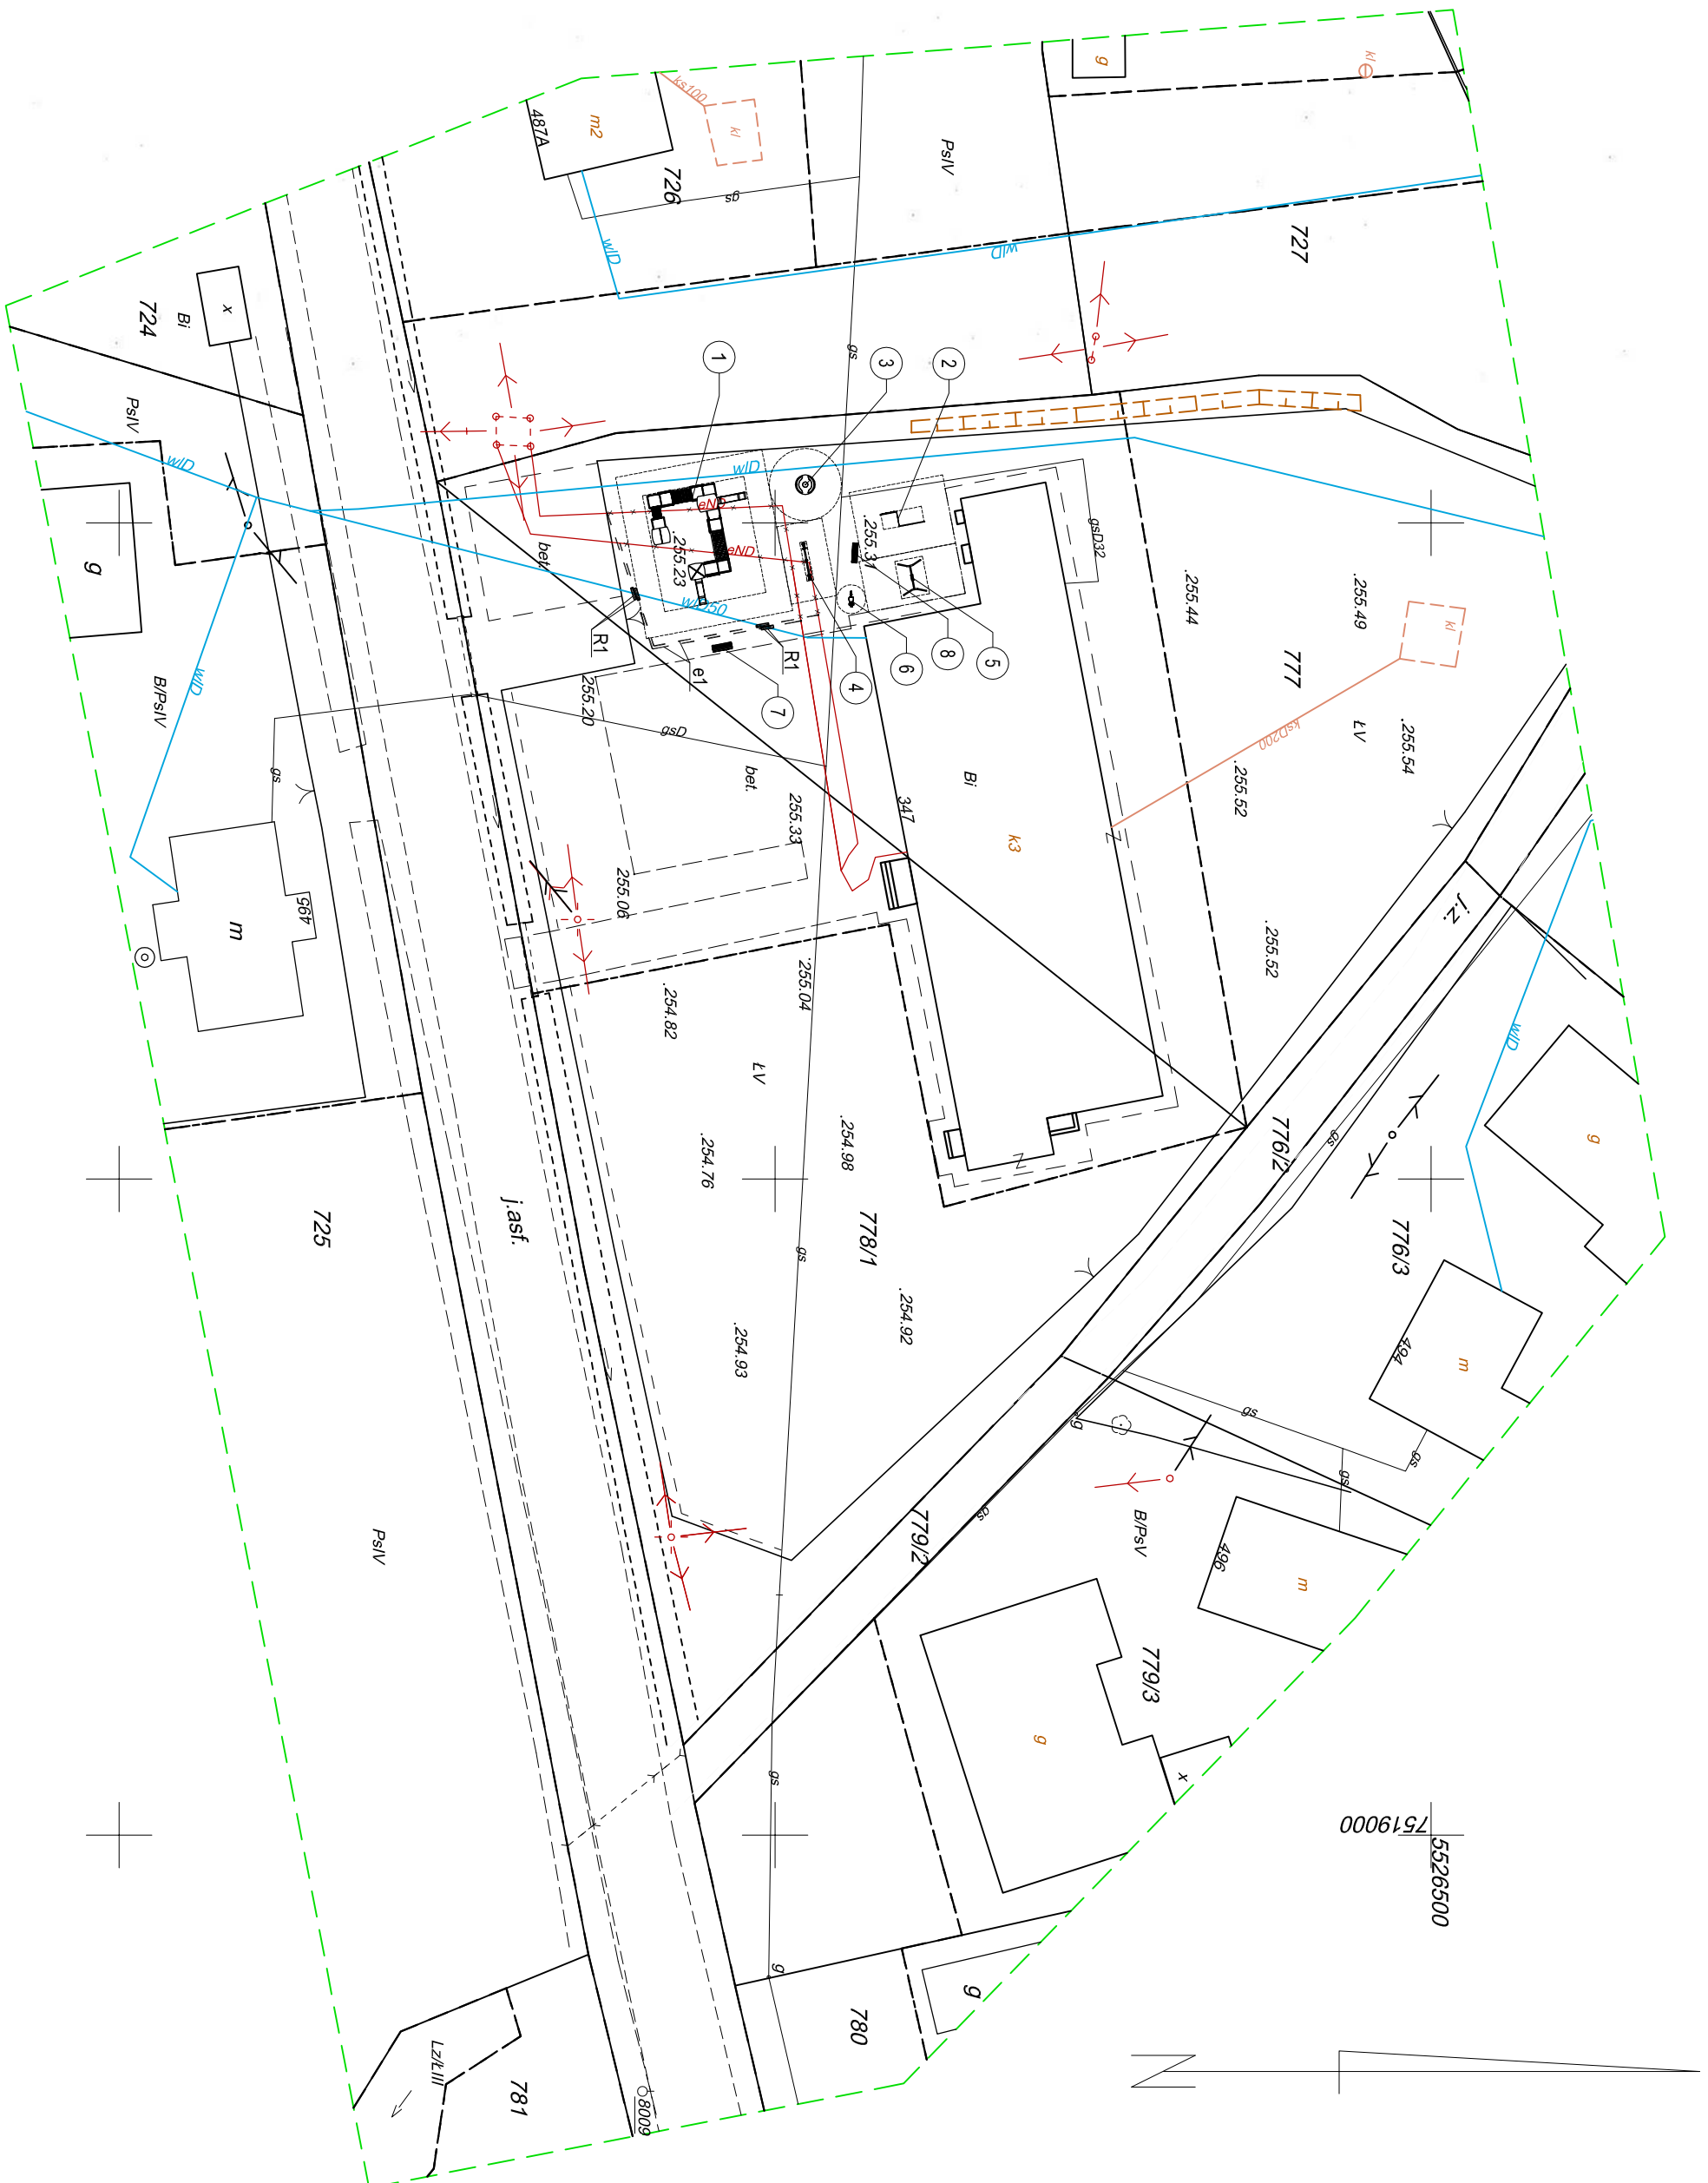 g
kl
ks100
kl
m2
487A
726
gs
PsIV
wlD
wlD
727
x
724
Bi
PsIV
wlD
gs
1
3
2
wlD
eND
eND
.255.23
.255.31
gsD32
bet.
wlD50
R1
R1
e1
7
4
6
8
5
.255.44
.255.49
kl
777
ŁV
.255.54
ksD200
.255.52
.255.52
g
B/PsIV
wlD
gs
255.20
gsD
bet.
255.33
347
Bi
k3
255.06
495
m
255.04
.254.82
ŁV
.254.98
.254.76
j.z.
wlD
776/2
gs
g
776/3
725
j.asf.
778/1
gs
.254.92
.254.93
494
m
gs
gs
gsl
g
B/PsV
496
m
779/2
gs
PsIV
779/3
g
x
gs
7519000
5526500
g
g
780
Lz/ŁIII
781
8009
N